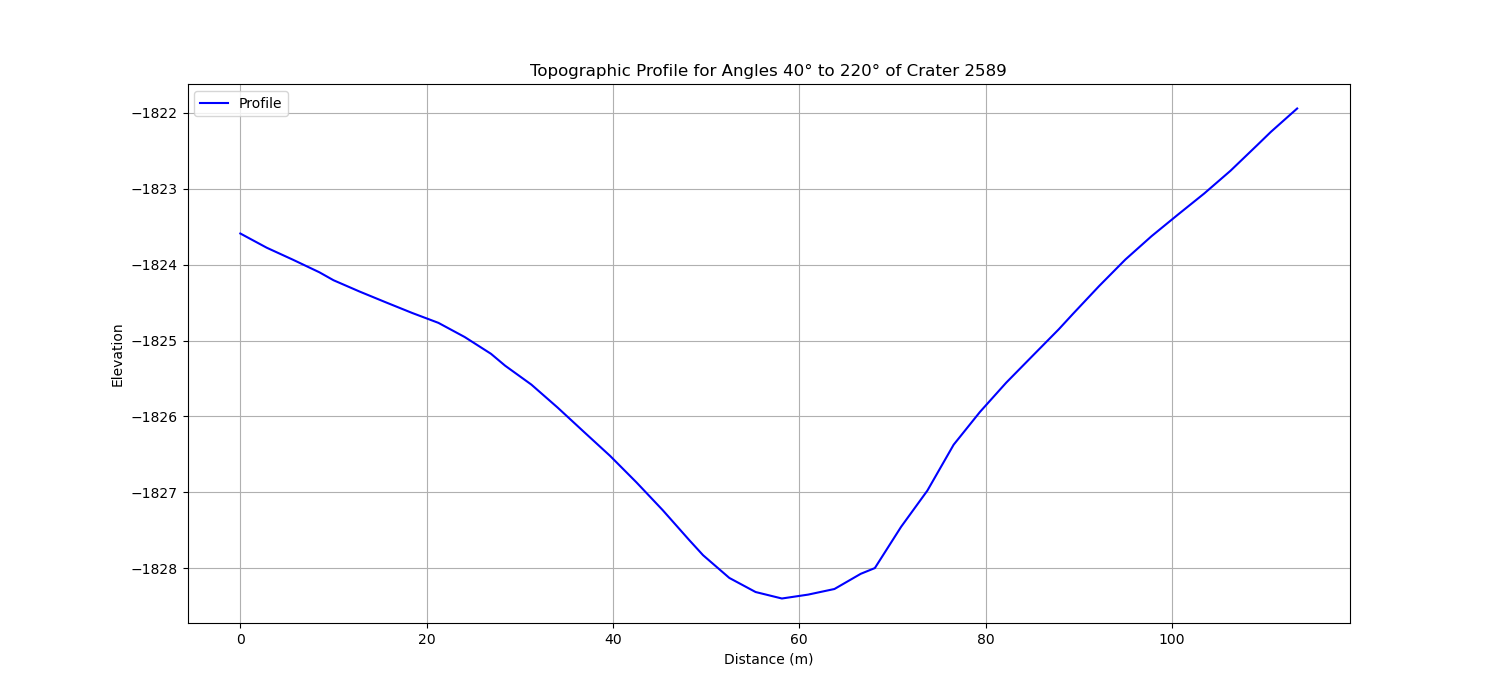 Topographic Profile for Angles 40° to 220° of Crater 2589
Profile
−1822
−1823
−1824
−1825
−1826
−1827
−1828
Elevation
0 20 40 60 80 100
Distance (m)